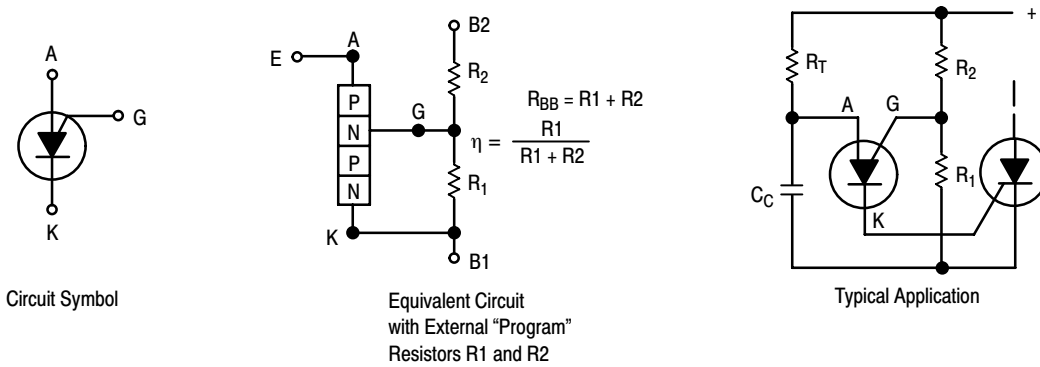 A
G
K
Circuit Symbol
B2
E
A
R2
P
N
P
N
G
RBB = R1 + R2
η = R1
R1 + R2
R1
K
B1
Equivalent Circuit
with External “Program”
Resistors R1 and R2
+
RT
R2
A
G
R1
CC
K
Typical Application